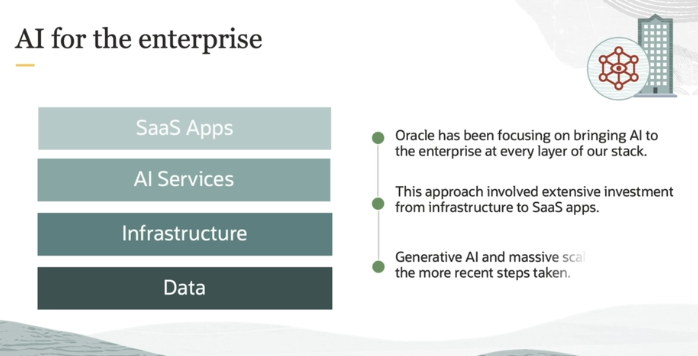 AI for the enterprise
SaaS Apps
AI Services
Infrastructure
Data
Oracle has been focusing on bringing AI to
the enterprise at every layer of our stack.
This approach involved extensive investment
from infrastructure to SaaS apps.
Generative AI and massive
the more recent steps taken.